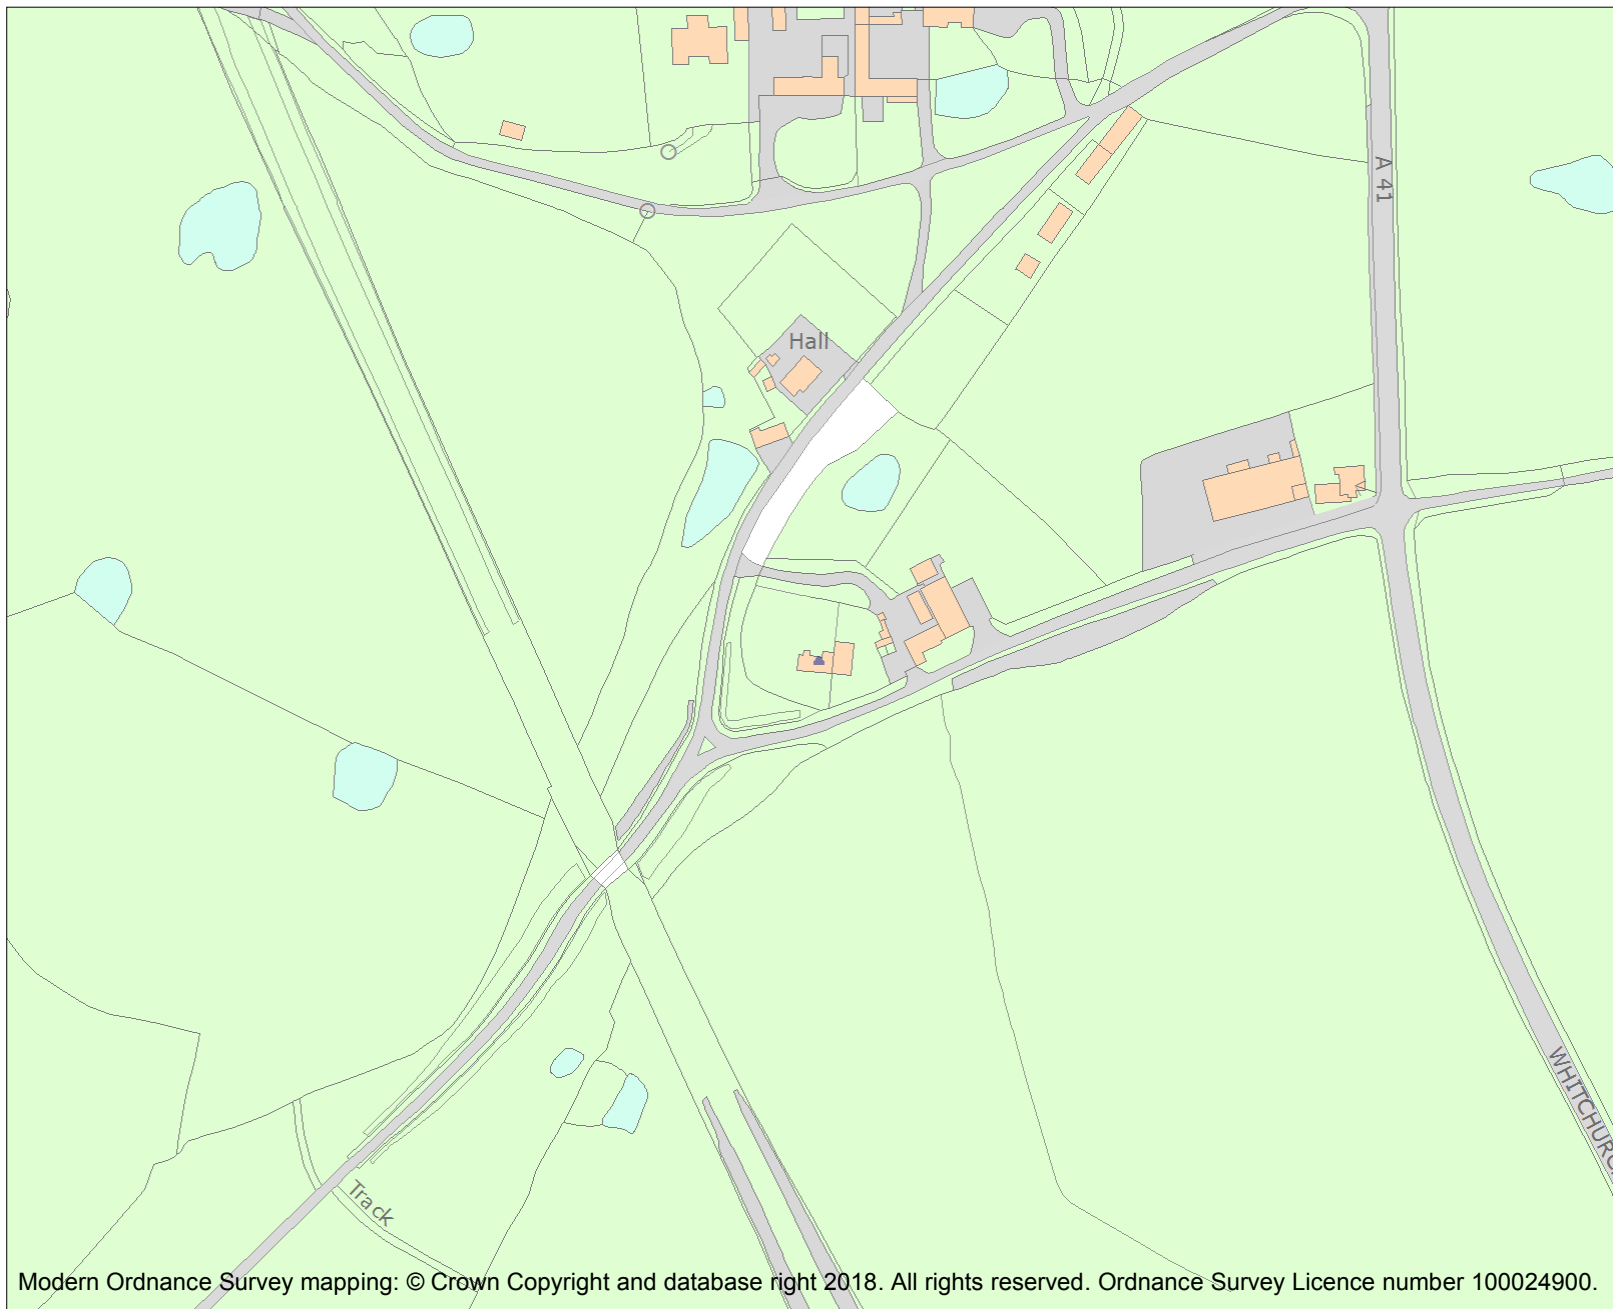 A 41
Hall
WHITCHURC
Track
Modern Ordnance Survey mapping: © Crown Copyright and database right 2018. All rights reserved. Ordnance Survey Licence number 100024900.